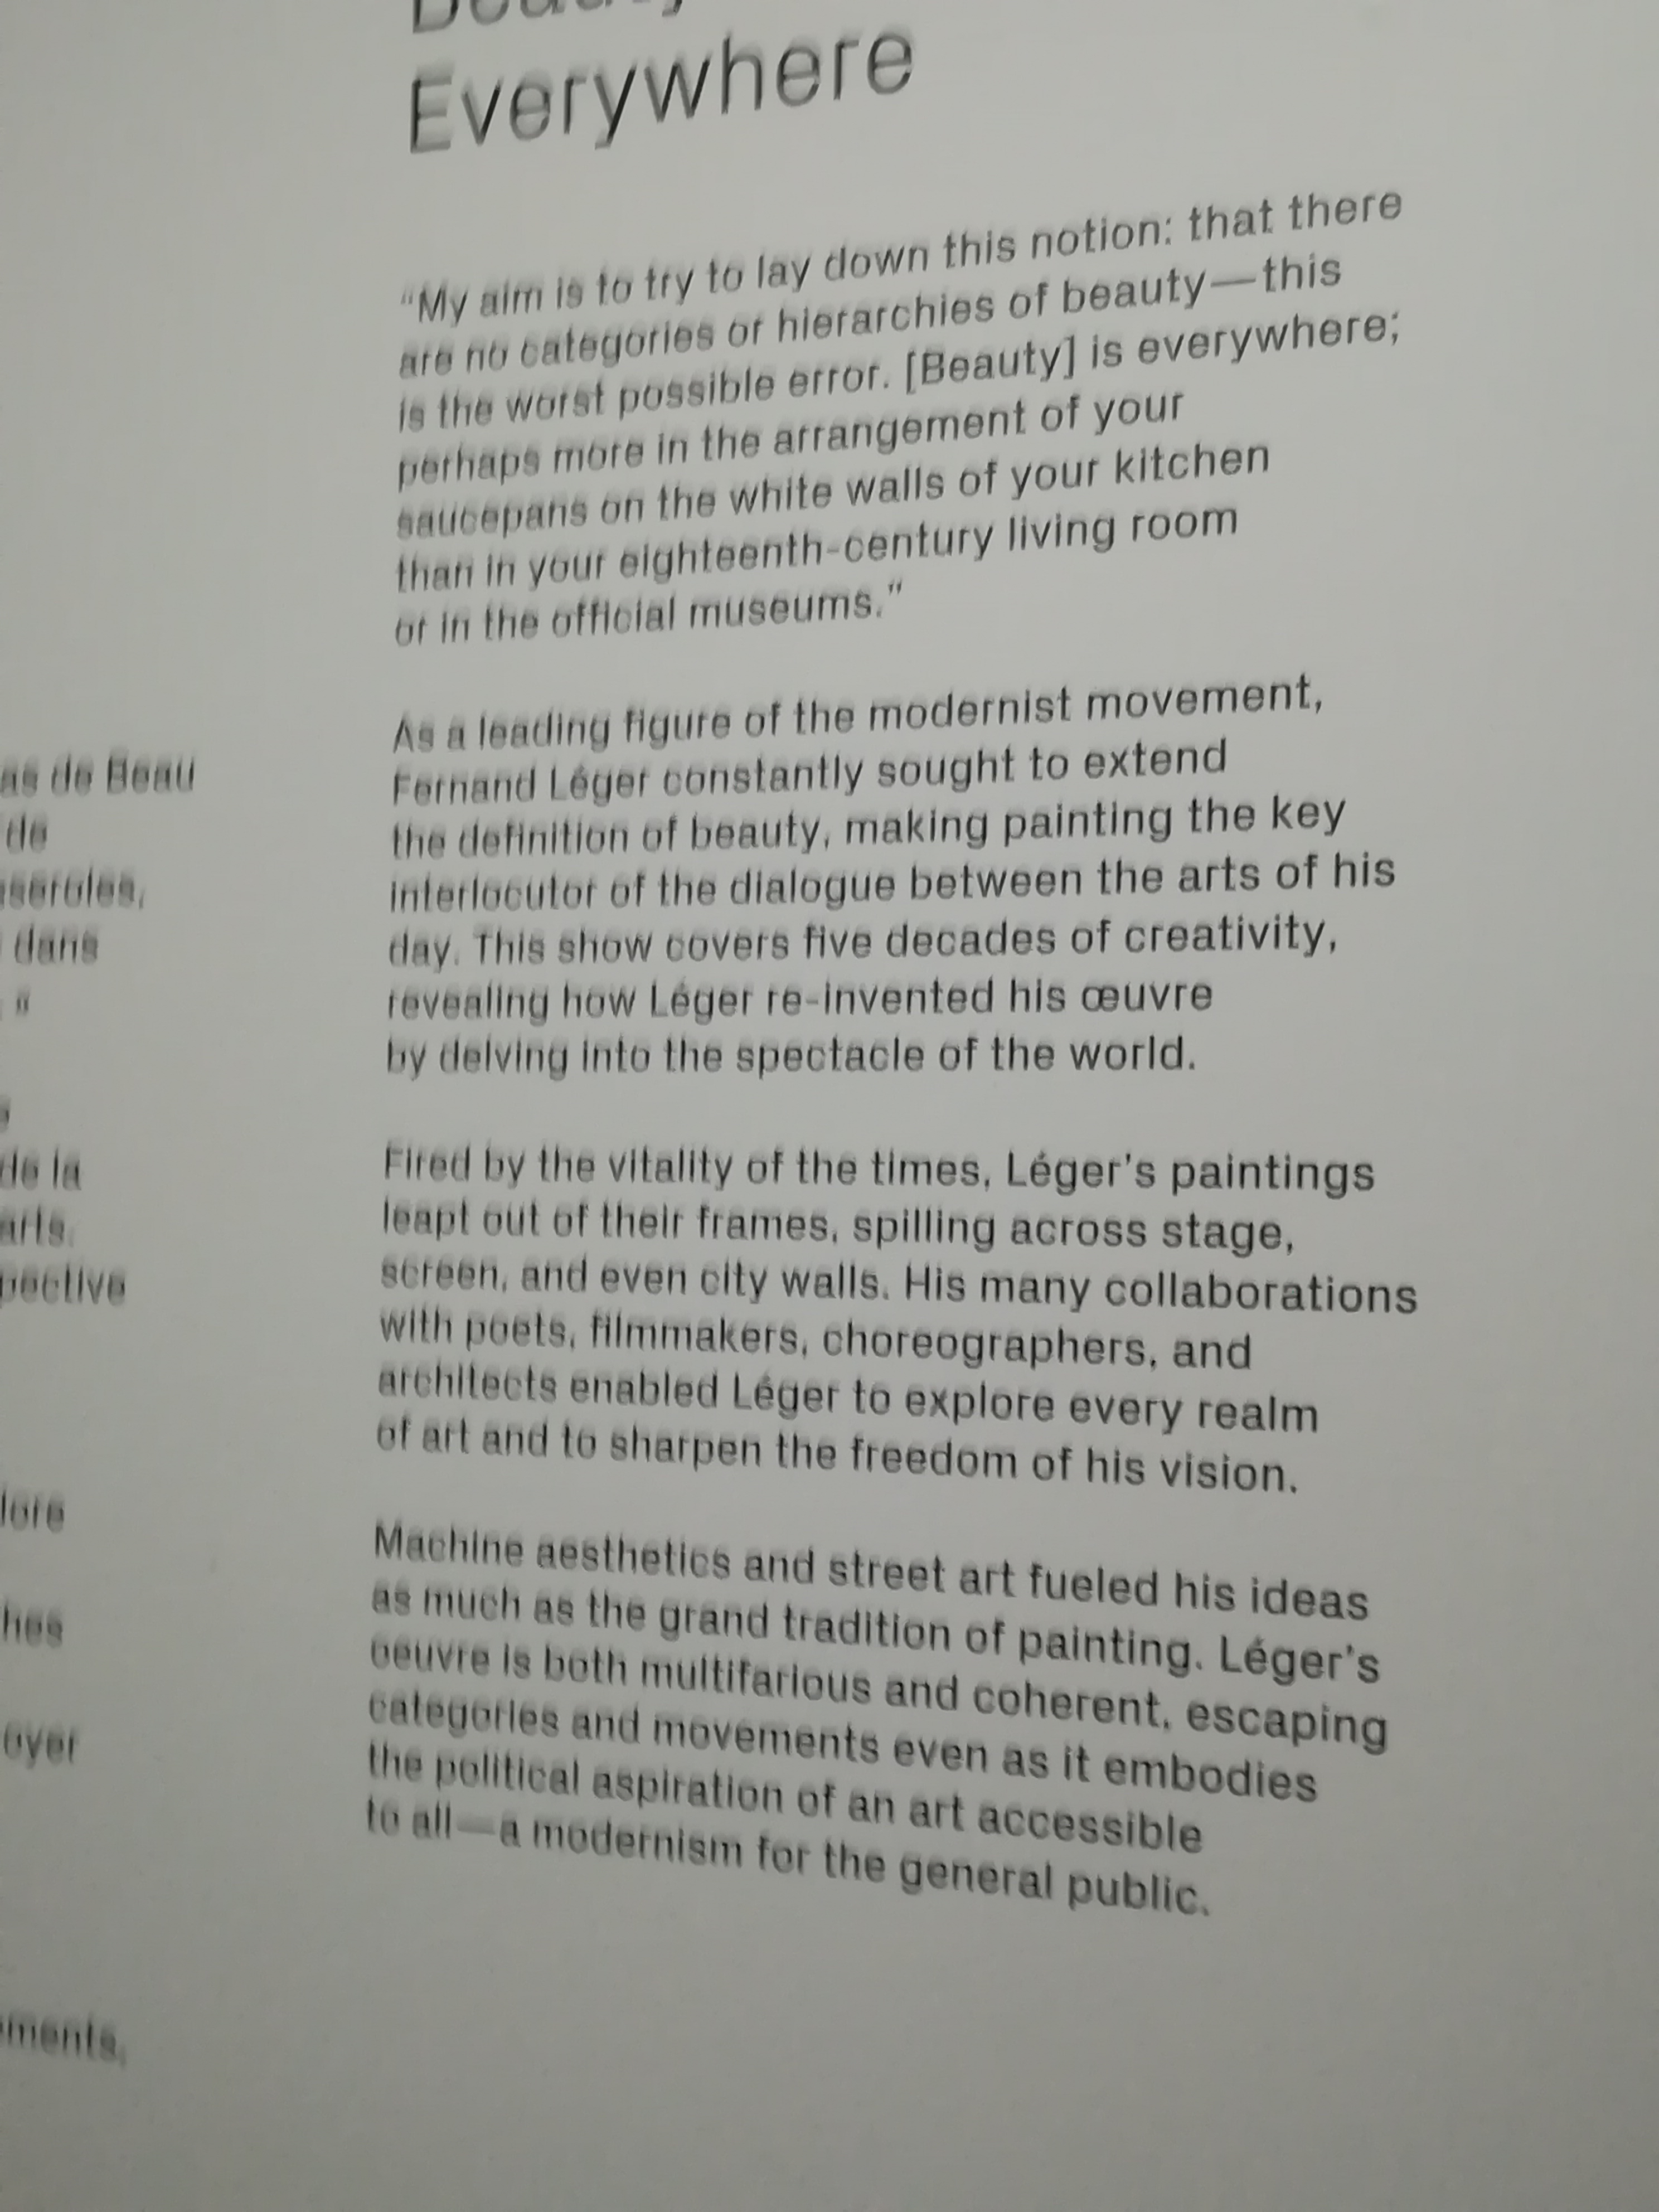 Everywhere
“My aim is to try to lay down this notion: that there
are no categories or hierarchies of beauty—this
is the worst possible error. [Beauty] is everywhere;
perhaps more in the arrangement of your
saucepans on the white walls of your kitchen
than in your eighteenth-century living room
or in the official museums.”
As a leading figure of the modernist movement,
Fernand Léger constantly sought to extend
the definition of beauty, making painting the key
interlocutor of the dialogue between the arts of his
day. This show covers five decades of creativity,
revealing how Léger re-invented his œuvre
by delving into the spectacle of the world.
Fired by the vitality of the times, Léger’s paintings
leapt out of their frames, spilling across stage,
screen, and even city walls. His many collaborations
with poets, filmmakers, choreographers, and
architects enabled Léger to explore every realm
of art and to sharpen the freedom of his vision.
Machine aesthetics and street art fueled his ideas
as much as the grand tradition of painting. Léger’s
oeuvre is both multifarious and coherent, escaping
categories and movements even as it embodies
the political aspiration of an art accessible
to all—a modernism for the general public.
as de Beau
de
dans
"
de la
arts.